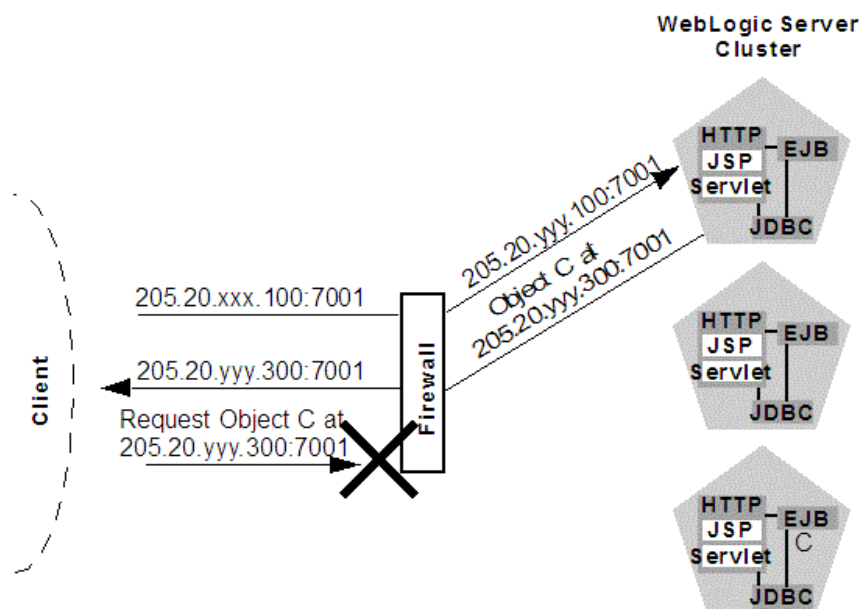 WebLogic Server
Cluster
HTTP
EJB
JSP
Servlet
JDBC
205.20.yyy.100:7001
Object C at
205.20.yyy.300:7001
205.20.xxx.100:7001
205.20.yyy.300:7001
Request Object C at
205.20.yyy.300:7001
Client
Firewall
HTTP
EJB
JSP
Servlet
JDBC
HTTP
EJB
JSP
C
Servlet
JDBC